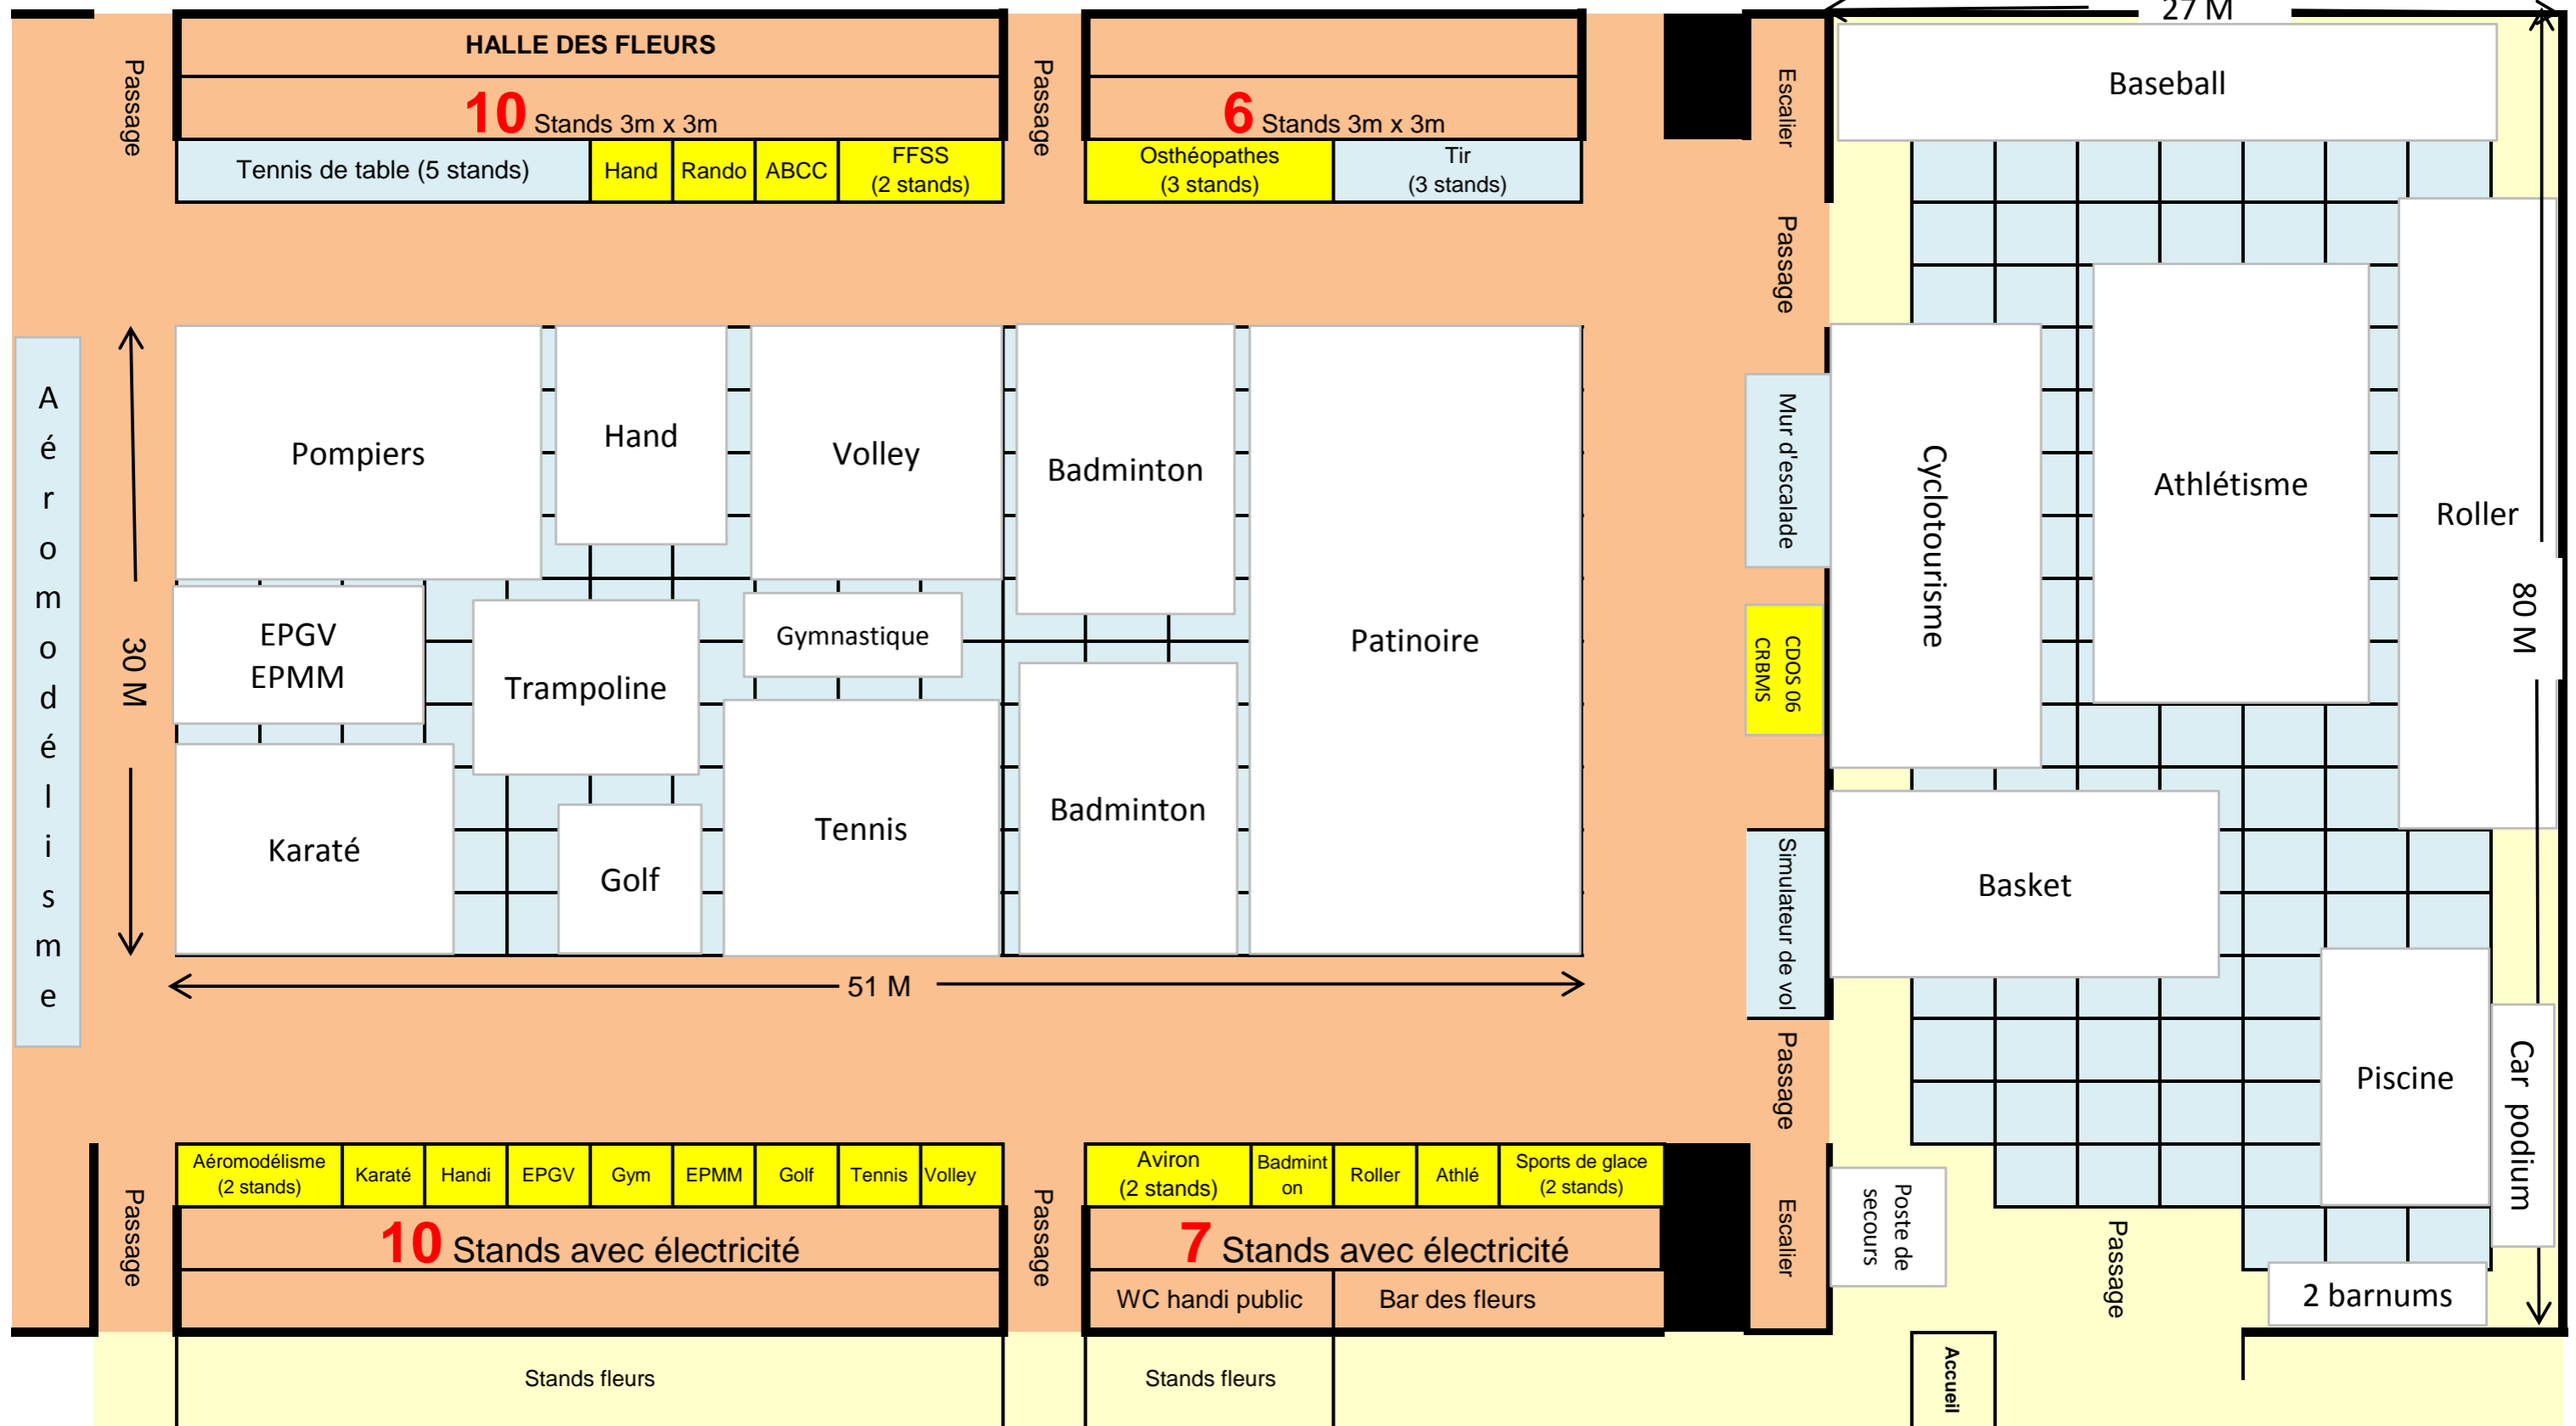 27 M
HALLE DES FLEURS
10 Stands 3m x 3m
6 Stands 3m x 3m
Passage
Passage
Escalier
Baseball
Tennis de table (5 stands)
Hand
Rando
ABCC
FFSS
(2 stands)
Osthéopathes
(3 stands)
Tir
(3 stands)
Passage
Aéromodélisme
30 M
Pompiers
Hand
Volley
Badminton
Patinoire
EPGV
EPMM
Trampoline
Gymnastique
Karaté
Golf
Tennis
Badminton
51 M
Mur d'escalade
CDOS 06
CRBMS
Simulateur de vol
Passage
Cyclotourisme
Athlétisme
Roller
80 M
Basket
Piscine
Car podium
Aéromodélisme
(2 stands)
Karaté
Handi
EPGV
Gym
EPMM
Golf
Tennis
Volley
Aviron
(2 stands)
Badmint
on
Roller
Athlé
Sports de glace
(2 stands)
Passage
10 Stands avec électricité
Passage
7 Stands avec électricité
Escalier
Poste de
secours
Passage
WC handi public
Bar des fleurs
2 barnums
Stands fleurs
Stands fleurs
Accueil